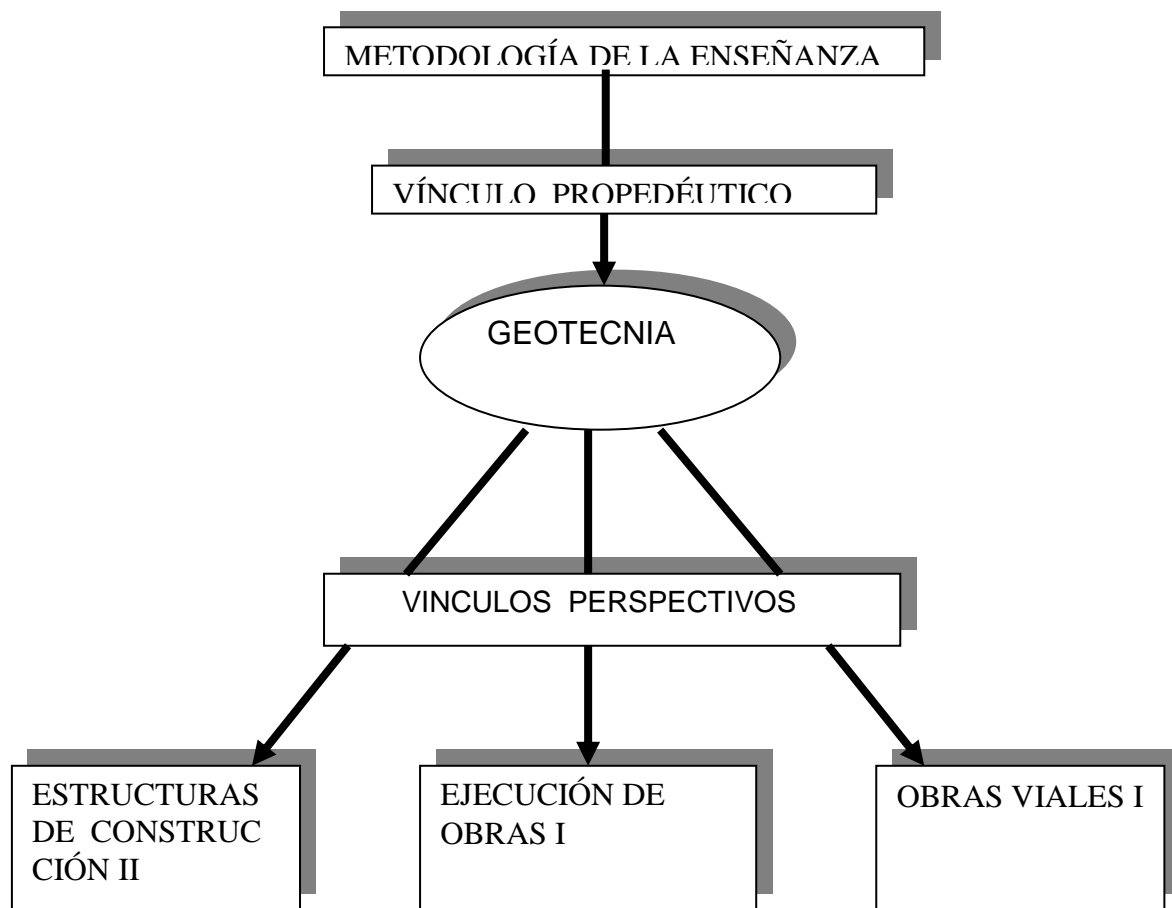 METODOLOGÍA DE LA ENSEÑANZA
VÍNCULO PROPEDÉUTICO
GEOTECNIA
VINCULOS PERSPECTIVOS
ESTRUCTURAS
DE CONSTRUC
CIÓN II
EJECUCIÓN DE
OBRAS I
OBRAS VIALES I